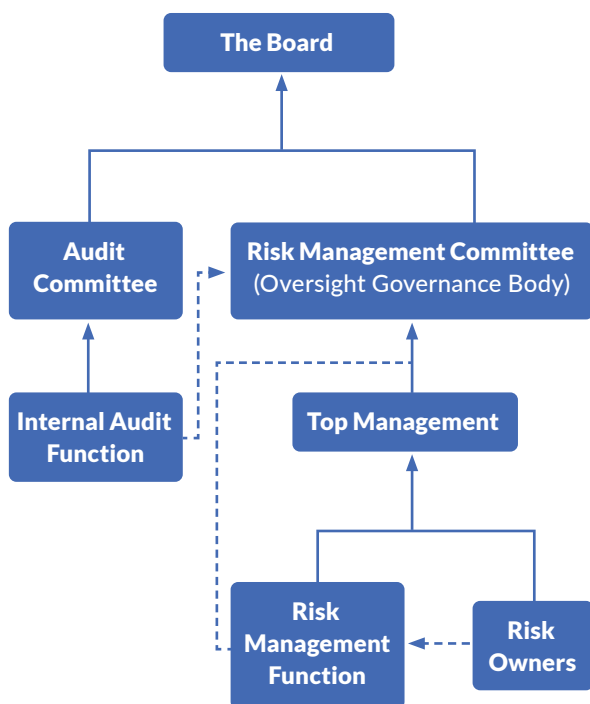 The Board
Audit
Committee
Risk Management Committee
(Oversight Governance Body)
Internal Audit
Function
Top Management
Risk
Management
Function
Risk
Owners